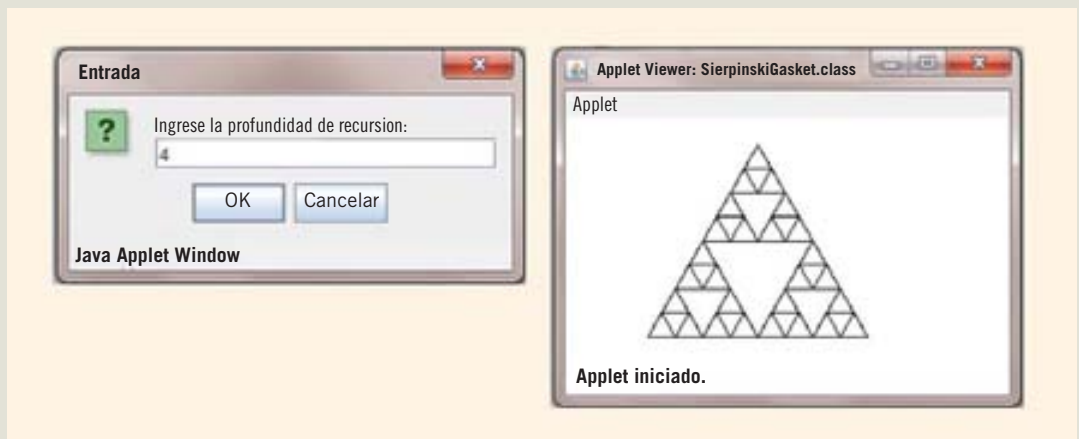 Entrada
?
Ingrese la profundidad de recursion:
4
OK
Cancelar
Java Applet Window
Applet Viewer: SierpinskiGasket.class
Applet
Applet iniciado.